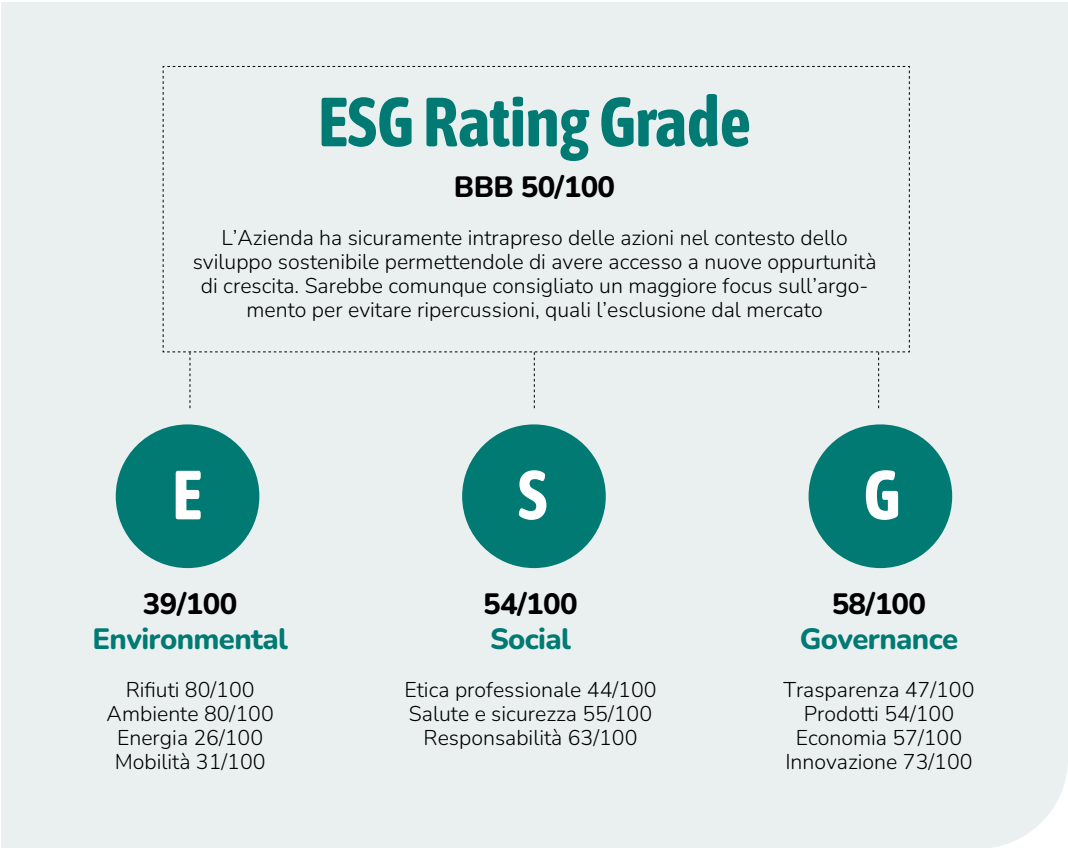 ESG Rating Grade
BBB 50/100
L’Azienda ha sicuramente intrapreso delle azioni nel contesto dello
sviluppo sostenibile permettendole di avere accesso a nuove oppurtunità
di crescita. Sarebbe comunque consigliato un maggiore focus sull’argo-
mento per evitare ripercussioni, quali l’esclusione dal mercato
E
39/100
Environmental
Rifiuti 80/100
Ambiente 80/100
Energia 26/100
Mobilità 31/100
S
54/100
Social
Etica professionale 44/100
Salute e sicurezza 55/100
Responsabilità 63/100
G
58/100
Governance
Trasparenza 47/100
Prodotti 54/100
Economia 57/100
Innovazione 73/100